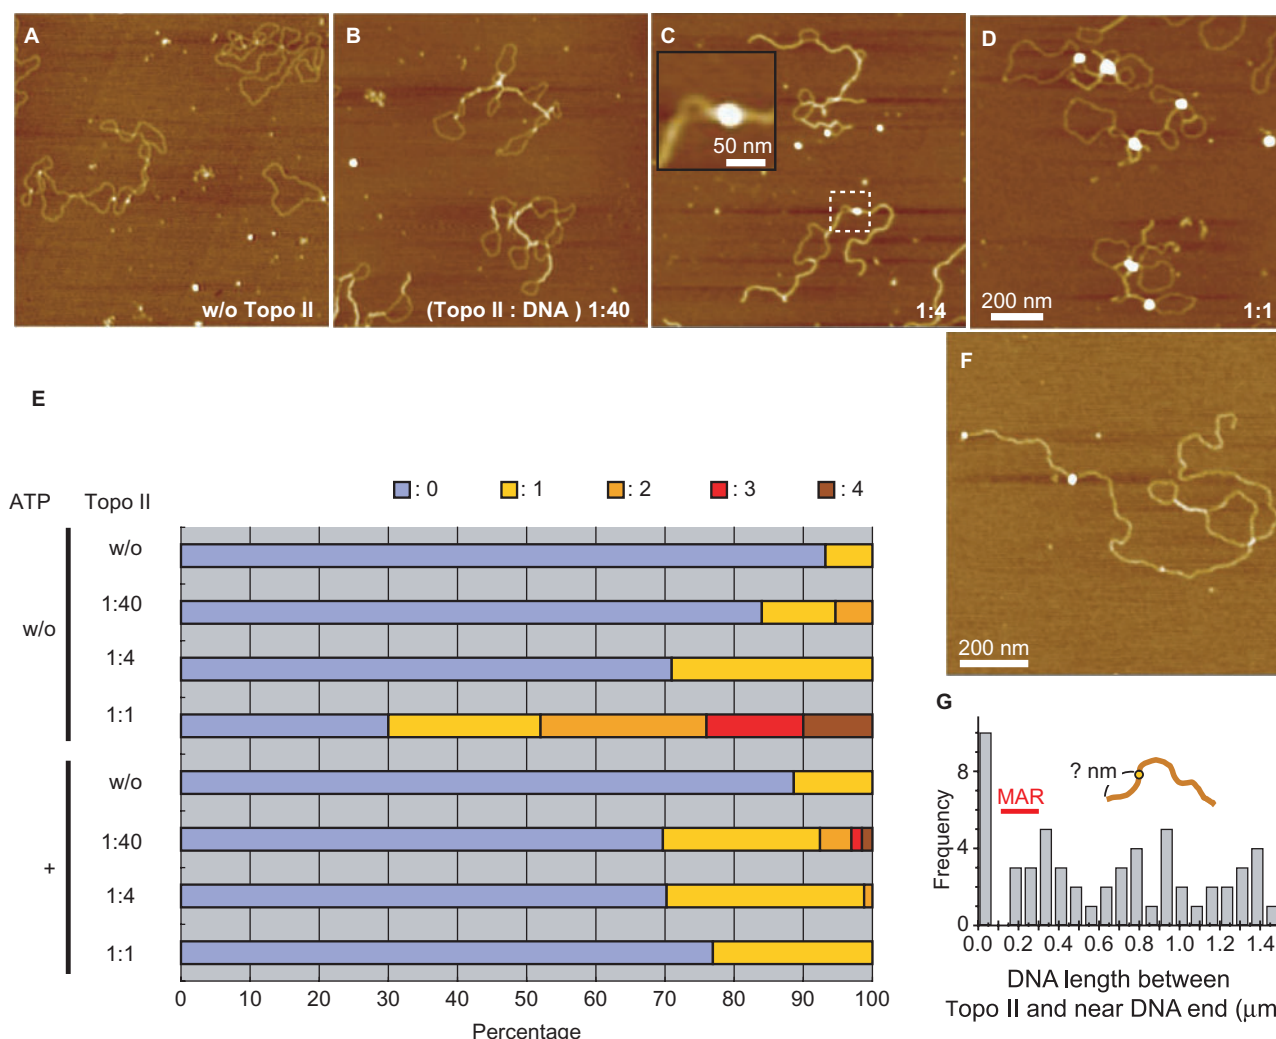 A
w/o Topo II
B
(Topo II : DNA ) 1:40
C
50 nm
1:4
D
200 nm
1:1
E
ATP
Topo II
: 0
: 1
: 2
: 3
: 4
w/o
w/o
1:40
1:4
1:1
+
w/o
1:40
1:4
1:1
0 10 20 30 40 50 60 70 80 90 100
Percentage
F
200 nm
G
8
4
0
Frequency
MAR
? nm
0.0 0.2 0.6 0.8 1.0 1.2 1.4
DNA length between
Topo II and near DNA end (μm